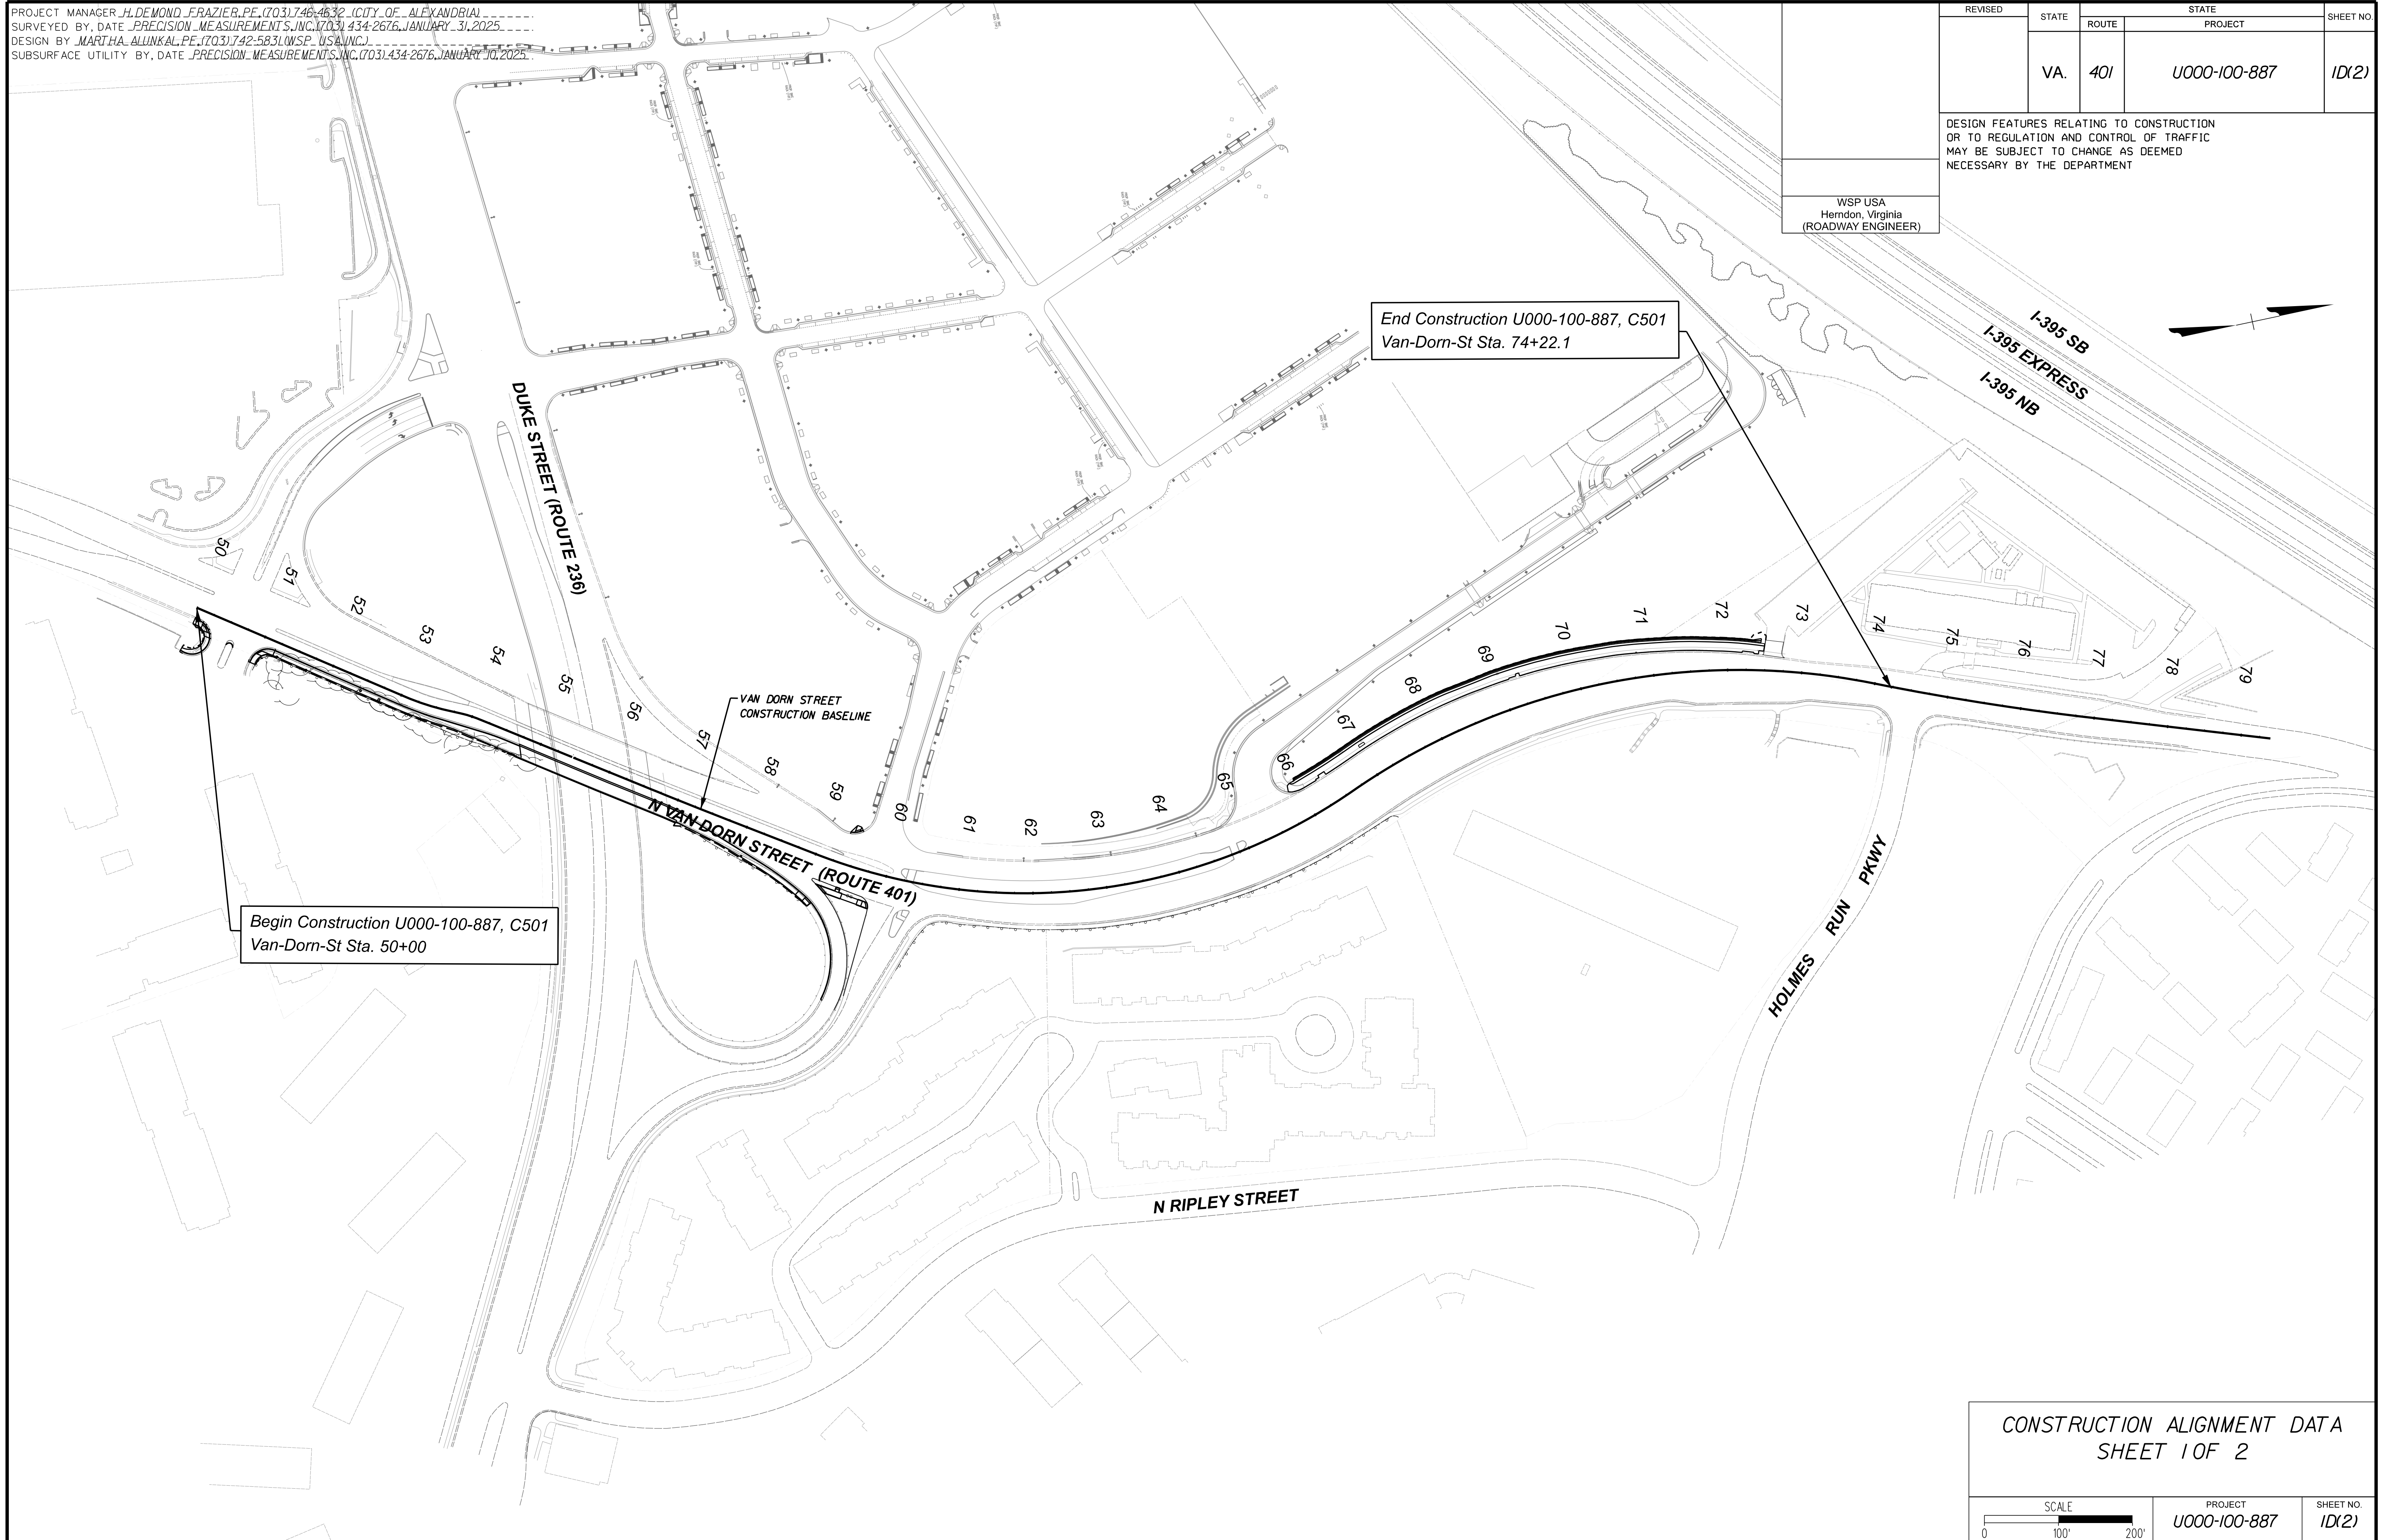 PROJECT MANAGER H. DEMOND FRAZIER, PE, (703) 746-4632 (CITY OF ALEXANDRIA)
SURVEYED BY, DATE PRECISION MEASUREMENTS, INC, (703) 434-2676, JANUARY 31, 2025
DESIGN BY MARTHA ALUNKAL, PE, (703) 742-5831 (WSP USA, INC.)
SUBSURFACE UTILITY BY, DATE PRECISION MEASUREMENTS, INC, (703) 434-2676, JANUARY 10, 2025
REVISED
STATE
STATE
ROUTE
PROJECT
SHEET NO.
VA.
401
U000-100-887
1D(2)
DESIGN FEATURES RELATING TO CONSTRUCTION
OR TO REGULATION AND CONTROL OF TRAFFIC
MAY BE SUBJECT TO CHANGE AS DEEMED
NECESSARY BY THE DEPARTMENT
WSP USA
Herndon, Virginia
(ROADWAY ENGINEER)
I-395 SB
I-395 EXPRESS
I-395 NB
End Construction U000-100-887, C501
Van-Dorn-St Sta. 74+22.1
DUKE STREET (ROUTE 236)
50
51
52
53
54
55
56
57
58
59
60
61
62
63
64
65
66
67
68
69
70
71
72
73
74
75
76
77
78
79
VAN DORN STREET
CONSTRUCTION BASELINE
N VAN DORN STREET (ROUTE 401)
Begin Construction U000-100-887, C501
Van-Dorn-St Sta. 50+00
HOLMES RUN PKWY
N RIPLEY STREET
CONSTRUCTION ALIGNMENT DATA
SHEET 1 OF 2
SCALE
0 100' 200'
PROJECT
U000-100-887
SHEET NO.
1D(2)